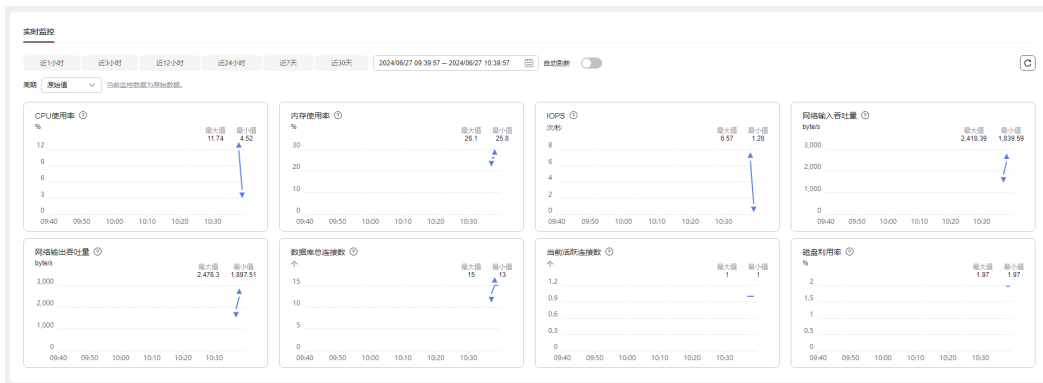 实时监控
近1小时 近3小时 近12小时 近24小时 近7天 近30天 2024/06/27 09:39:57 – 2024/06/27 10:39:57 自动刷新
周期 原始值 当前监控数据为原始数据。
CPU使用率
%
最大值 最小值
11.74 4.52
12
9
6
3
0
09:40 09:50 10:00 10:10 10:20 10:30
内存使用率
%
最大值 最小值
26.1 25.8
30
20
10
0
09:40 09:50 10:00 10:10 10:20 10:30
IOPS
次/秒
最大值 最小值
6.57 1.28
8
6
4
2
0
09:40 09:50 10:00 10:10 10:20 10:30
网络输入吞吐量
byte/s
最大值 最小值
2,418.39 1,839.59
3,000
2,000
1,000
0
09:40 09:50 10:00 10:10 10:20 10:30
网络输出吞吐量
byte/s
最大值 最小值
2,476.3 1,897.51
3,000
2,000
1,000
0
09:40 09:50 10:00 10:10 10:20 10:30
数据库总连接数
个
最大值 最小值
15 13
15
10
5
0
09:40 09:50 10:00 10:10 10:20 10:30
当前活跃连接数
个
最大值 最小值
1 1
1.2
0.9
0.6
0.3
0
09:40 09:50 10:00 10:10 10:20 10:30
磁盘利用率
%
最大值 最小值
1.97 1.97
2
1.5
1
0.5
0
09:40 09:50 10:00 10:10 10:20 10:30